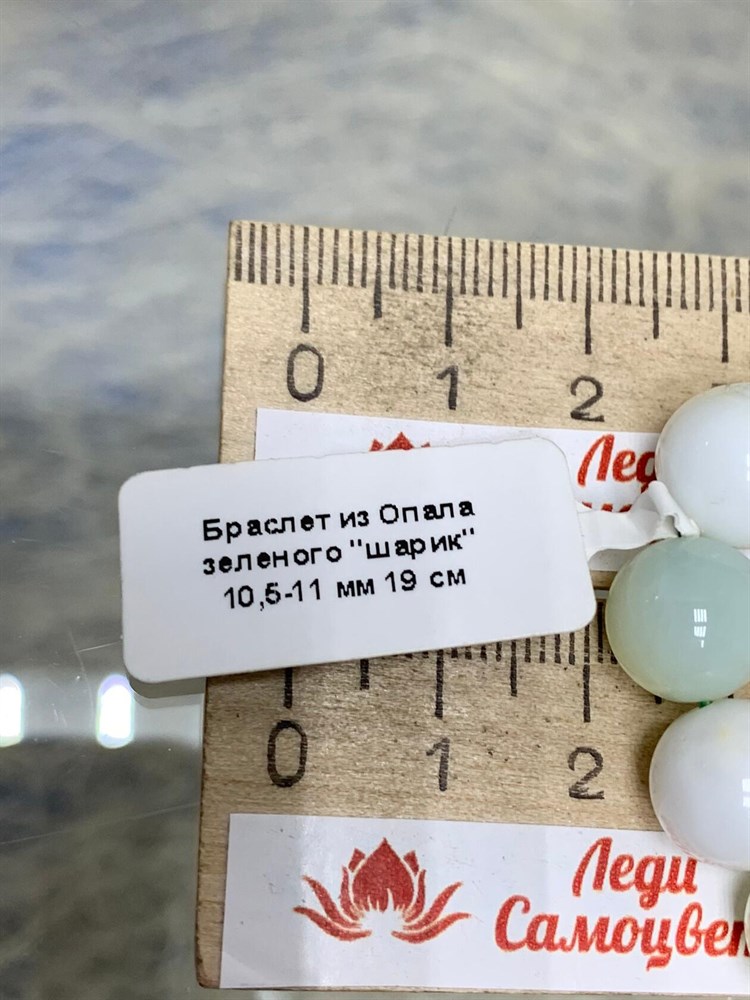 0 1 2
Лед
Браслет из Опала
зеленого "шарик"
10,5-11 мм 19 см
0 1 2
Леди
Самоцвет